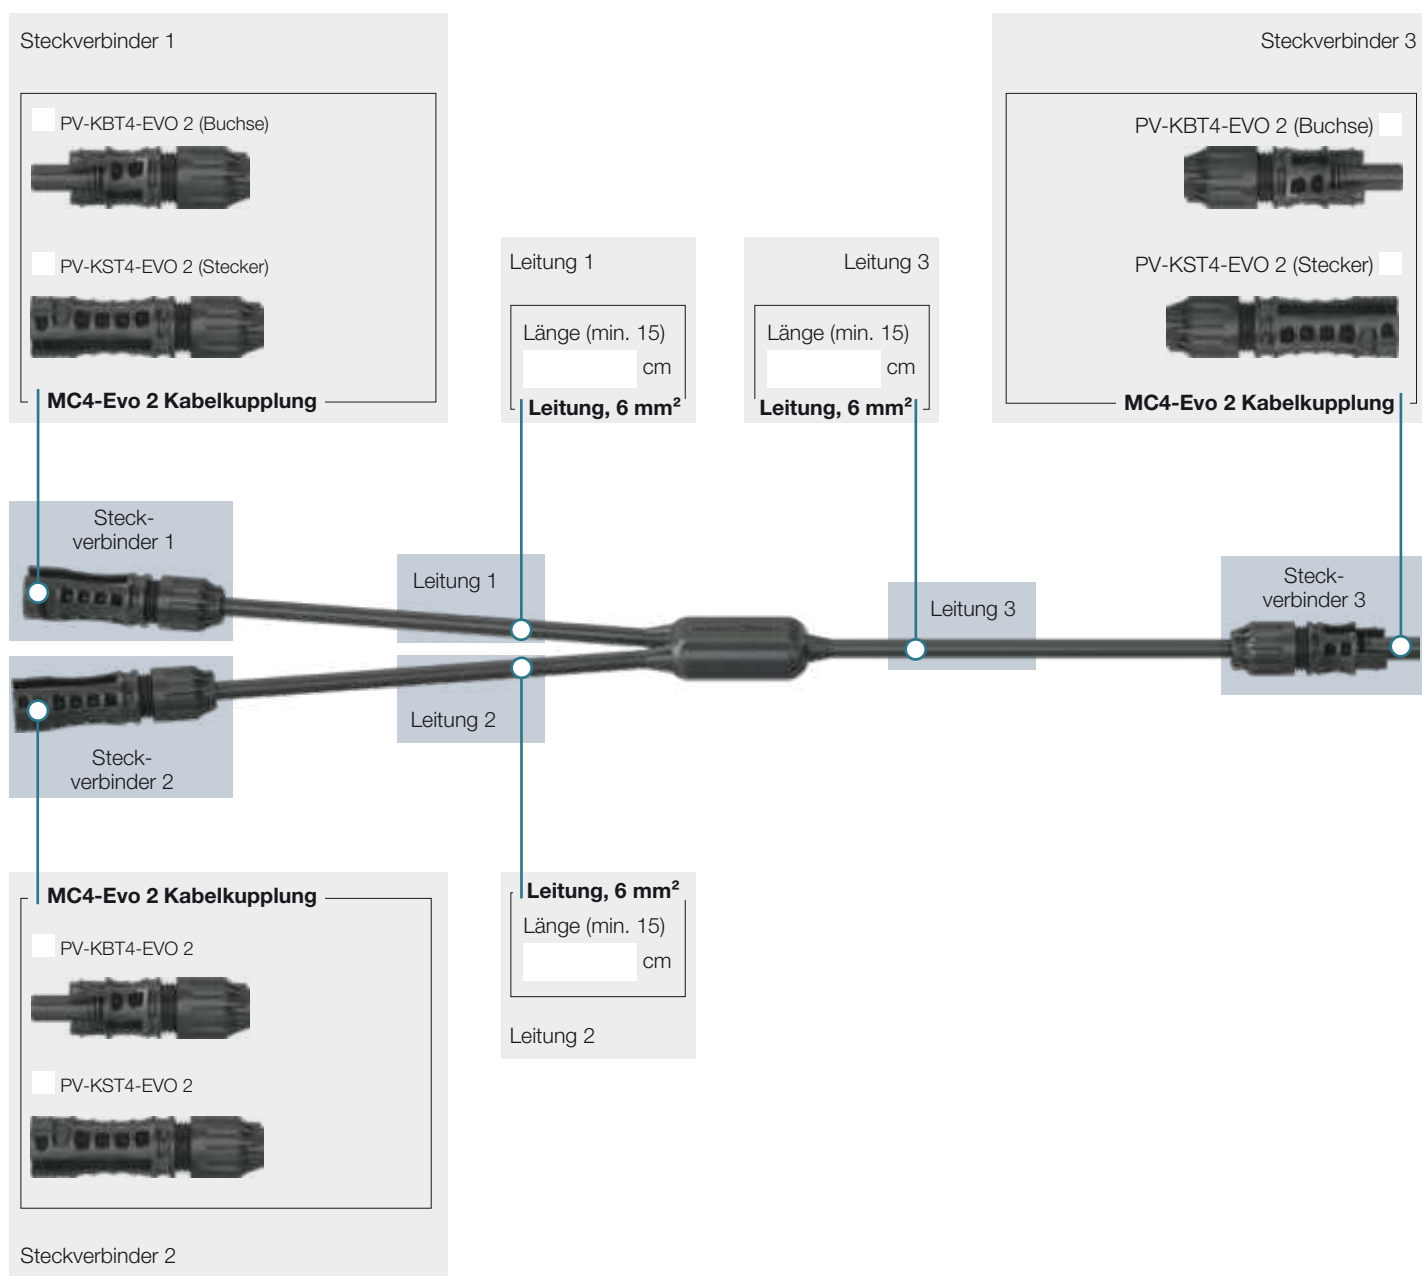 Steckverbinder 1
PV-KBT4-EVO 2 (Buchse)
PV-KST4-EVO 2 (Stecker)
MC4-Evo 2 Kabelkupplung
Leitung 1
Länge (min. 15)
cm
Leitung, 6 mm²
Leitung 3
Länge (min. 15)
cm
Leitung, 6 mm²
Steckverbinder 3
PV-KBT4-EVO 2 (Buchse)
PV-KST4-EVO 2 (Stecker)
MC4-Evo 2 Kabelkupplung
Steck-
verbinder 1
Leitung 1
Leitung 3
Steck-
verbinder 3
Leitung 2
Steck-
verbinder 2
MC4-Evo 2 Kabelkupplung
PV-KBT4-EVO 2
PV-KST4-EVO 2
Steckverbinder 2
Leitung, 6 mm²
Länge (min. 15)
cm
Leitung 2